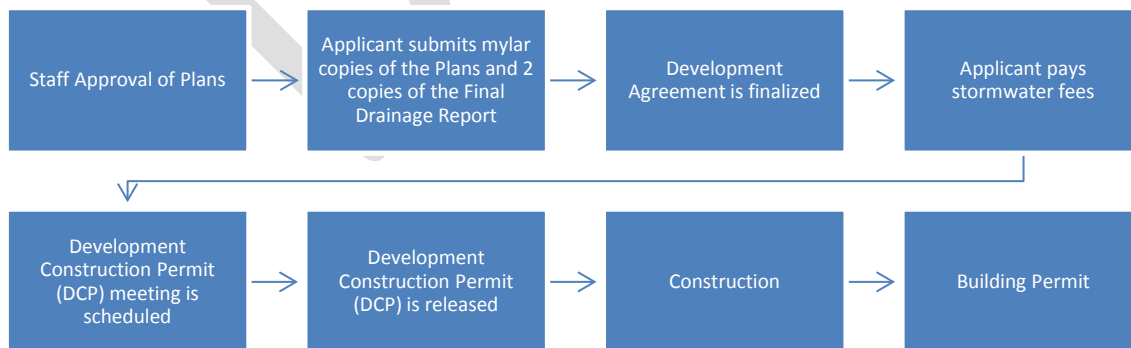 Staff Approval of Plans
Applicant submits mylar
copies of the Plans and 2
copies of the Final
Drainage Report
Development
Agreement is finalized
Applicant pays
stormwater fees
Development
Construction Permit
(DCP) meeting is
scheduled
Development
Construction Permit
(DCP) is released
Construction
Building Permit